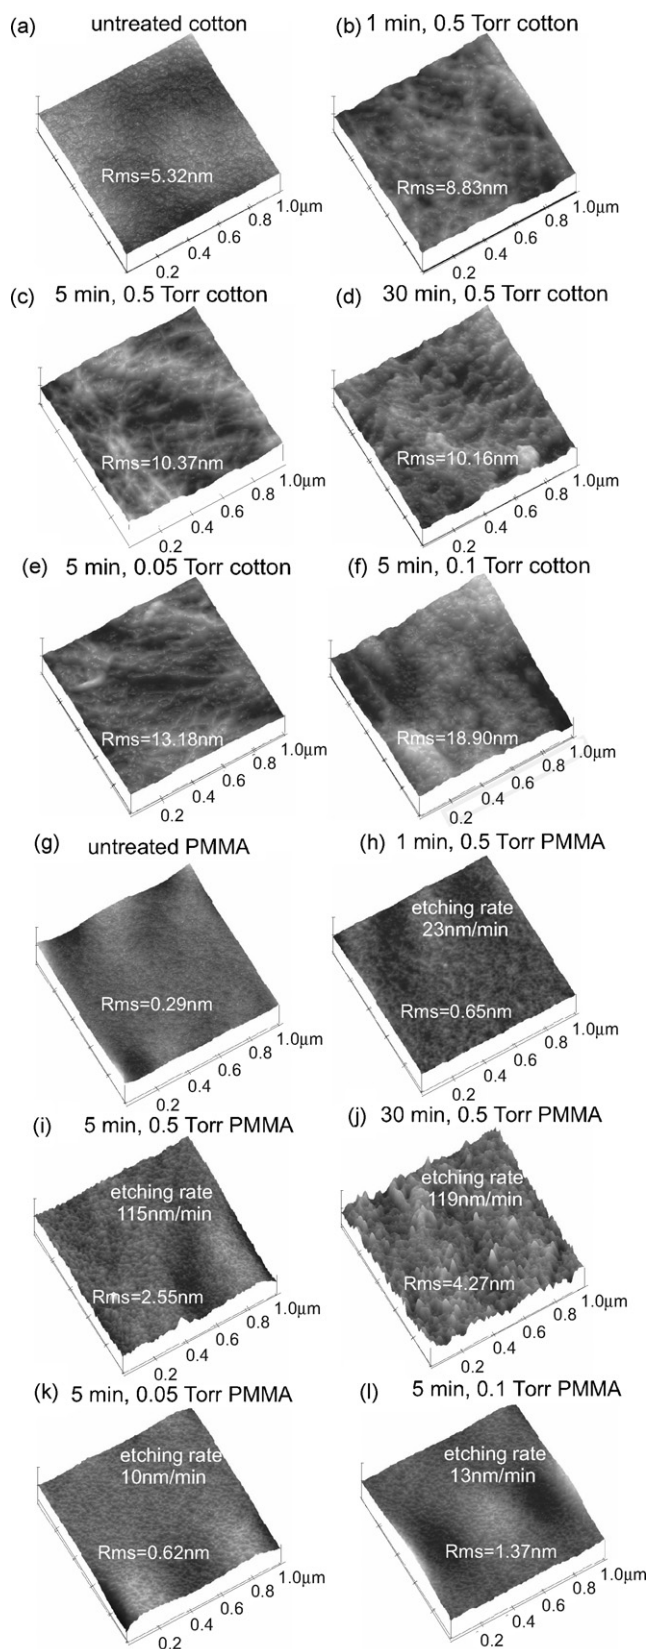 (a) untreated cotton
Rms=5.32nm
0.2 0.4 0.6 0.8 1.0μm
(b) 1 min, 0.5 Torr cotton
Rms=8.83nm
0.2 0.4 0.6 0.8 1.0μm
(c) 5 min, 0.5 Torr cotton
Rms=10.37nm
0.2 0.4 0.6 0.8 1.0μm
(d) 30 min, 0.5 Torr cotton
Rms=10.16nm
0.2 0.4 0.6 0.8 1.0μm
(e) 5 min, 0.05 Torr cotton
Rms=13.18nm
0.2 0.4 0.6 0.8 1.0μm
(f) 5 min, 0.1 Torr cotton
Rms=18.90nm
0.2 0.4 0.6 0.8 1.0μm
(g) untreated PMMA
Rms=0.29nm
0.2 0.4 0.6 0.8 1.0μm
(h) 1 min, 0.5 Torr PMMA
etching rate
23nm/min
Rms=0.65nm
0.2 0.4 0.6 0.8 1.0μm
(i) 5 min, 0.5 Torr PMMA
etching rate
115nm/min
Rms=2.55nm
0.2 0.4 0.6 0.8 1.0μm
(j) 30 min, 0.5 Torr PMMA
etching rate
119nm/min
Rms=4.27nm
0.2 0.4 0.6 0.8 1.0μm
(k) 5 min, 0.05 Torr PMMA
etching rate
10nm/min
Rms=0.62nm
0.2 0.4 0.6 0.8 1.0μm
(l) 5 min, 0.1 Torr PMMA
etching rate
13nm/min
Rms=1.37nm
0.2 0.4 0.6 0.8 1.0μm